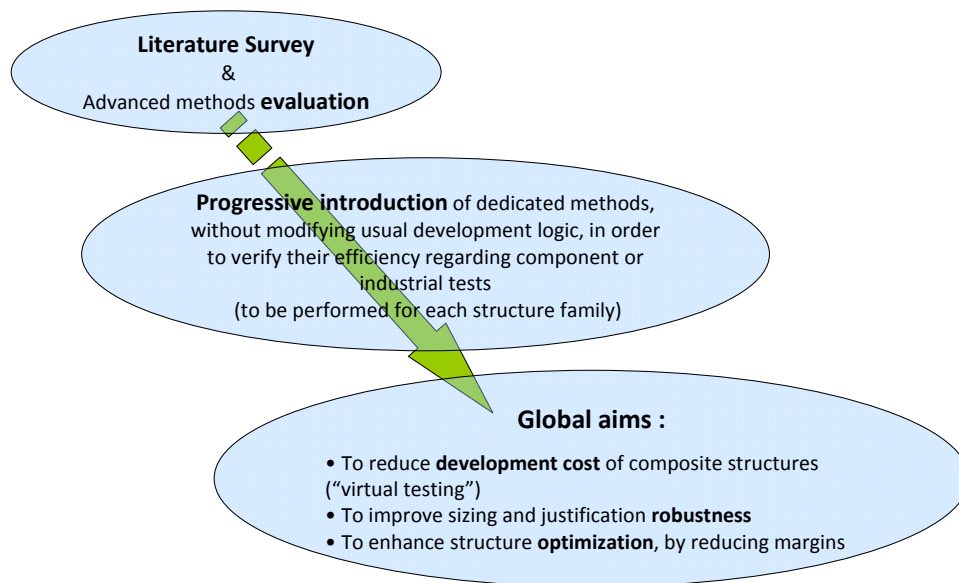 Literature Survey
&
Advanced methods evaluation
Progressive introduction of dedicated methods,
without modifying usual development logic, in order
to verify their efficiency regarding component or
industrial tests
(to be performed for each structure family)
Global aims :
• To reduce development cost of composite structures
(“virtual testing”)
• To improve sizing and justification robustness
• To enhance structure optimization, by reducing margins